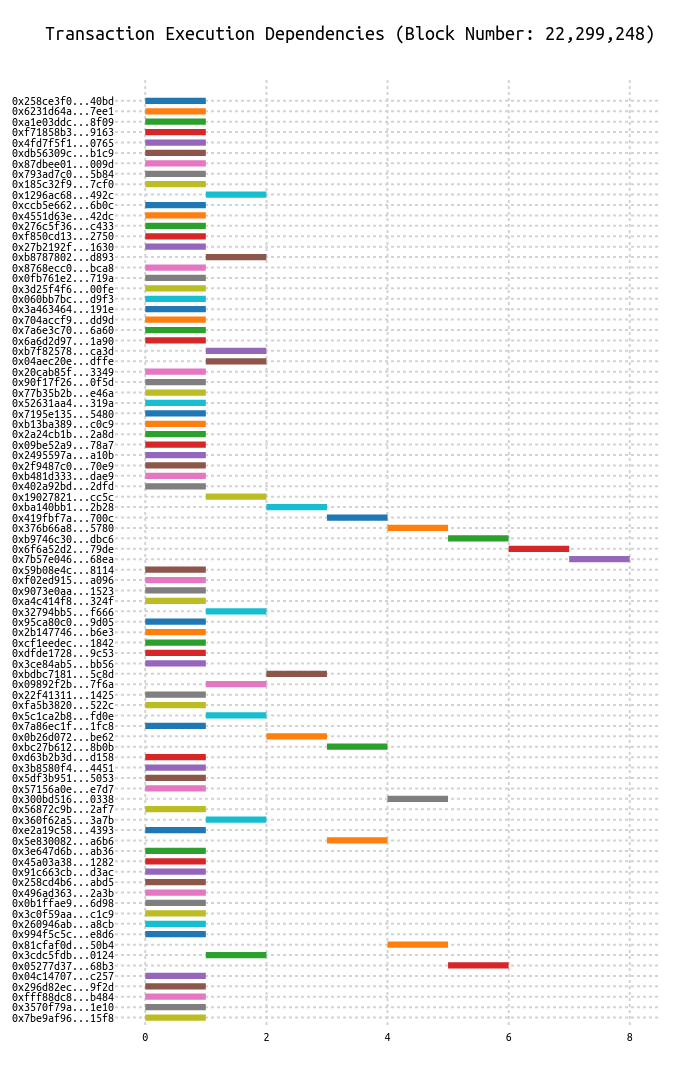 Transaction Execution Dependencies (Block Number: 22,299,248)
0x258ce3f0...40bd
0x6231d64a...7ee1
0xa1e03ddc...8f09
0xf71858b3...9163
0x4fd7f5f1...0765
0xdb56309c...b1c9
0x87dbee01...009d
0x793ad7c0...5b84
0x185c32f9...7cf0
0x1296ac68...492c
0xccb5e662...6b0c
0x4551d63e...42dc
0x276c5f36...c433
0xf850cd13...2750
0x27b2192f...1630
0xb8787802...d893
0x8768ecc0...bca8
0x0fb761e2...719a
0x3d25f4f6...00fe
0x060bb7bc...d9f3
0x3a463464...191e
0x704accf9...dd9d
0x7a6e3c70...6a60
0x6a6d2d97...1a90
0xb7f82578...ca3d
0x04aec20e...dffe
0x20cab85f...3349
0x90f17f26...0f5d
0x77b35b2b...e46a
0x52631aa4...319a
0x7195e135...5480
0xb13ba389...c0c9
0x2a24cb1b...2a8d
0x09be52a9...78a7
0x2495597a...a10b
0x2f9487c0...70e9
0xb481d333...dae9
0x402a92bd...2dfd
0x19027821...cc5c
0xba140bb1...2b28
0x419fbf7a...700c
0x376b66a8...5780
0xb9746c30...dbc6
0x6f6a52d2...79de
0x7b57e046...68ea
0x59b08e4c...8114
0xf02ed915...a096
0x9073e0aa...1523
0xa4c414f8...324f
0x32794bb5...f666
0x95ca80c0...9d05
0x2b147746...b6e3
0xcf1eedec...1842
0xdfde1728...9c53
0x3ce84ab5...bb56
0xbdbc7181...5c8d
0x09892f2b...7f6a
0x22f41311...1425
0xfa5b3820...522c
0x5c1ca2b8...fd0e
0x7a86ec1f...1fc8
0x0b26d072...be62
0xbc27b612...8b0b
0xd63b2b3d...d158
0x3b8580f4...4451
0x5df3b951...5053
0x57156a0e...e7d7
0x300bd516...0338
0x56872c9b...2af7
0x360f62a5...3a7b
0xe2a19c58...4393
0x5e830082...a6b6
0x3e647d6b...ab36
0x45a03a38...1282
0x91c663cb...d3ac
0x258cd4b6...abd5
0x496ad363...2a3b
0x0b1ffae9...6d98
0x3c0f59aa...c1c9
0x260946ab...a8cb
0x994f5c5c...e8d6
0x81cfaf0d...50b4
0x3cdc5fdb...0124
0x05277d37...68b3
0x04c14707...c257
0x296d82ec...9f2d
0xfff88dc8...b484
0x3570f79a...1e10
0x7be9af96...15f8
0 2 4 6 8